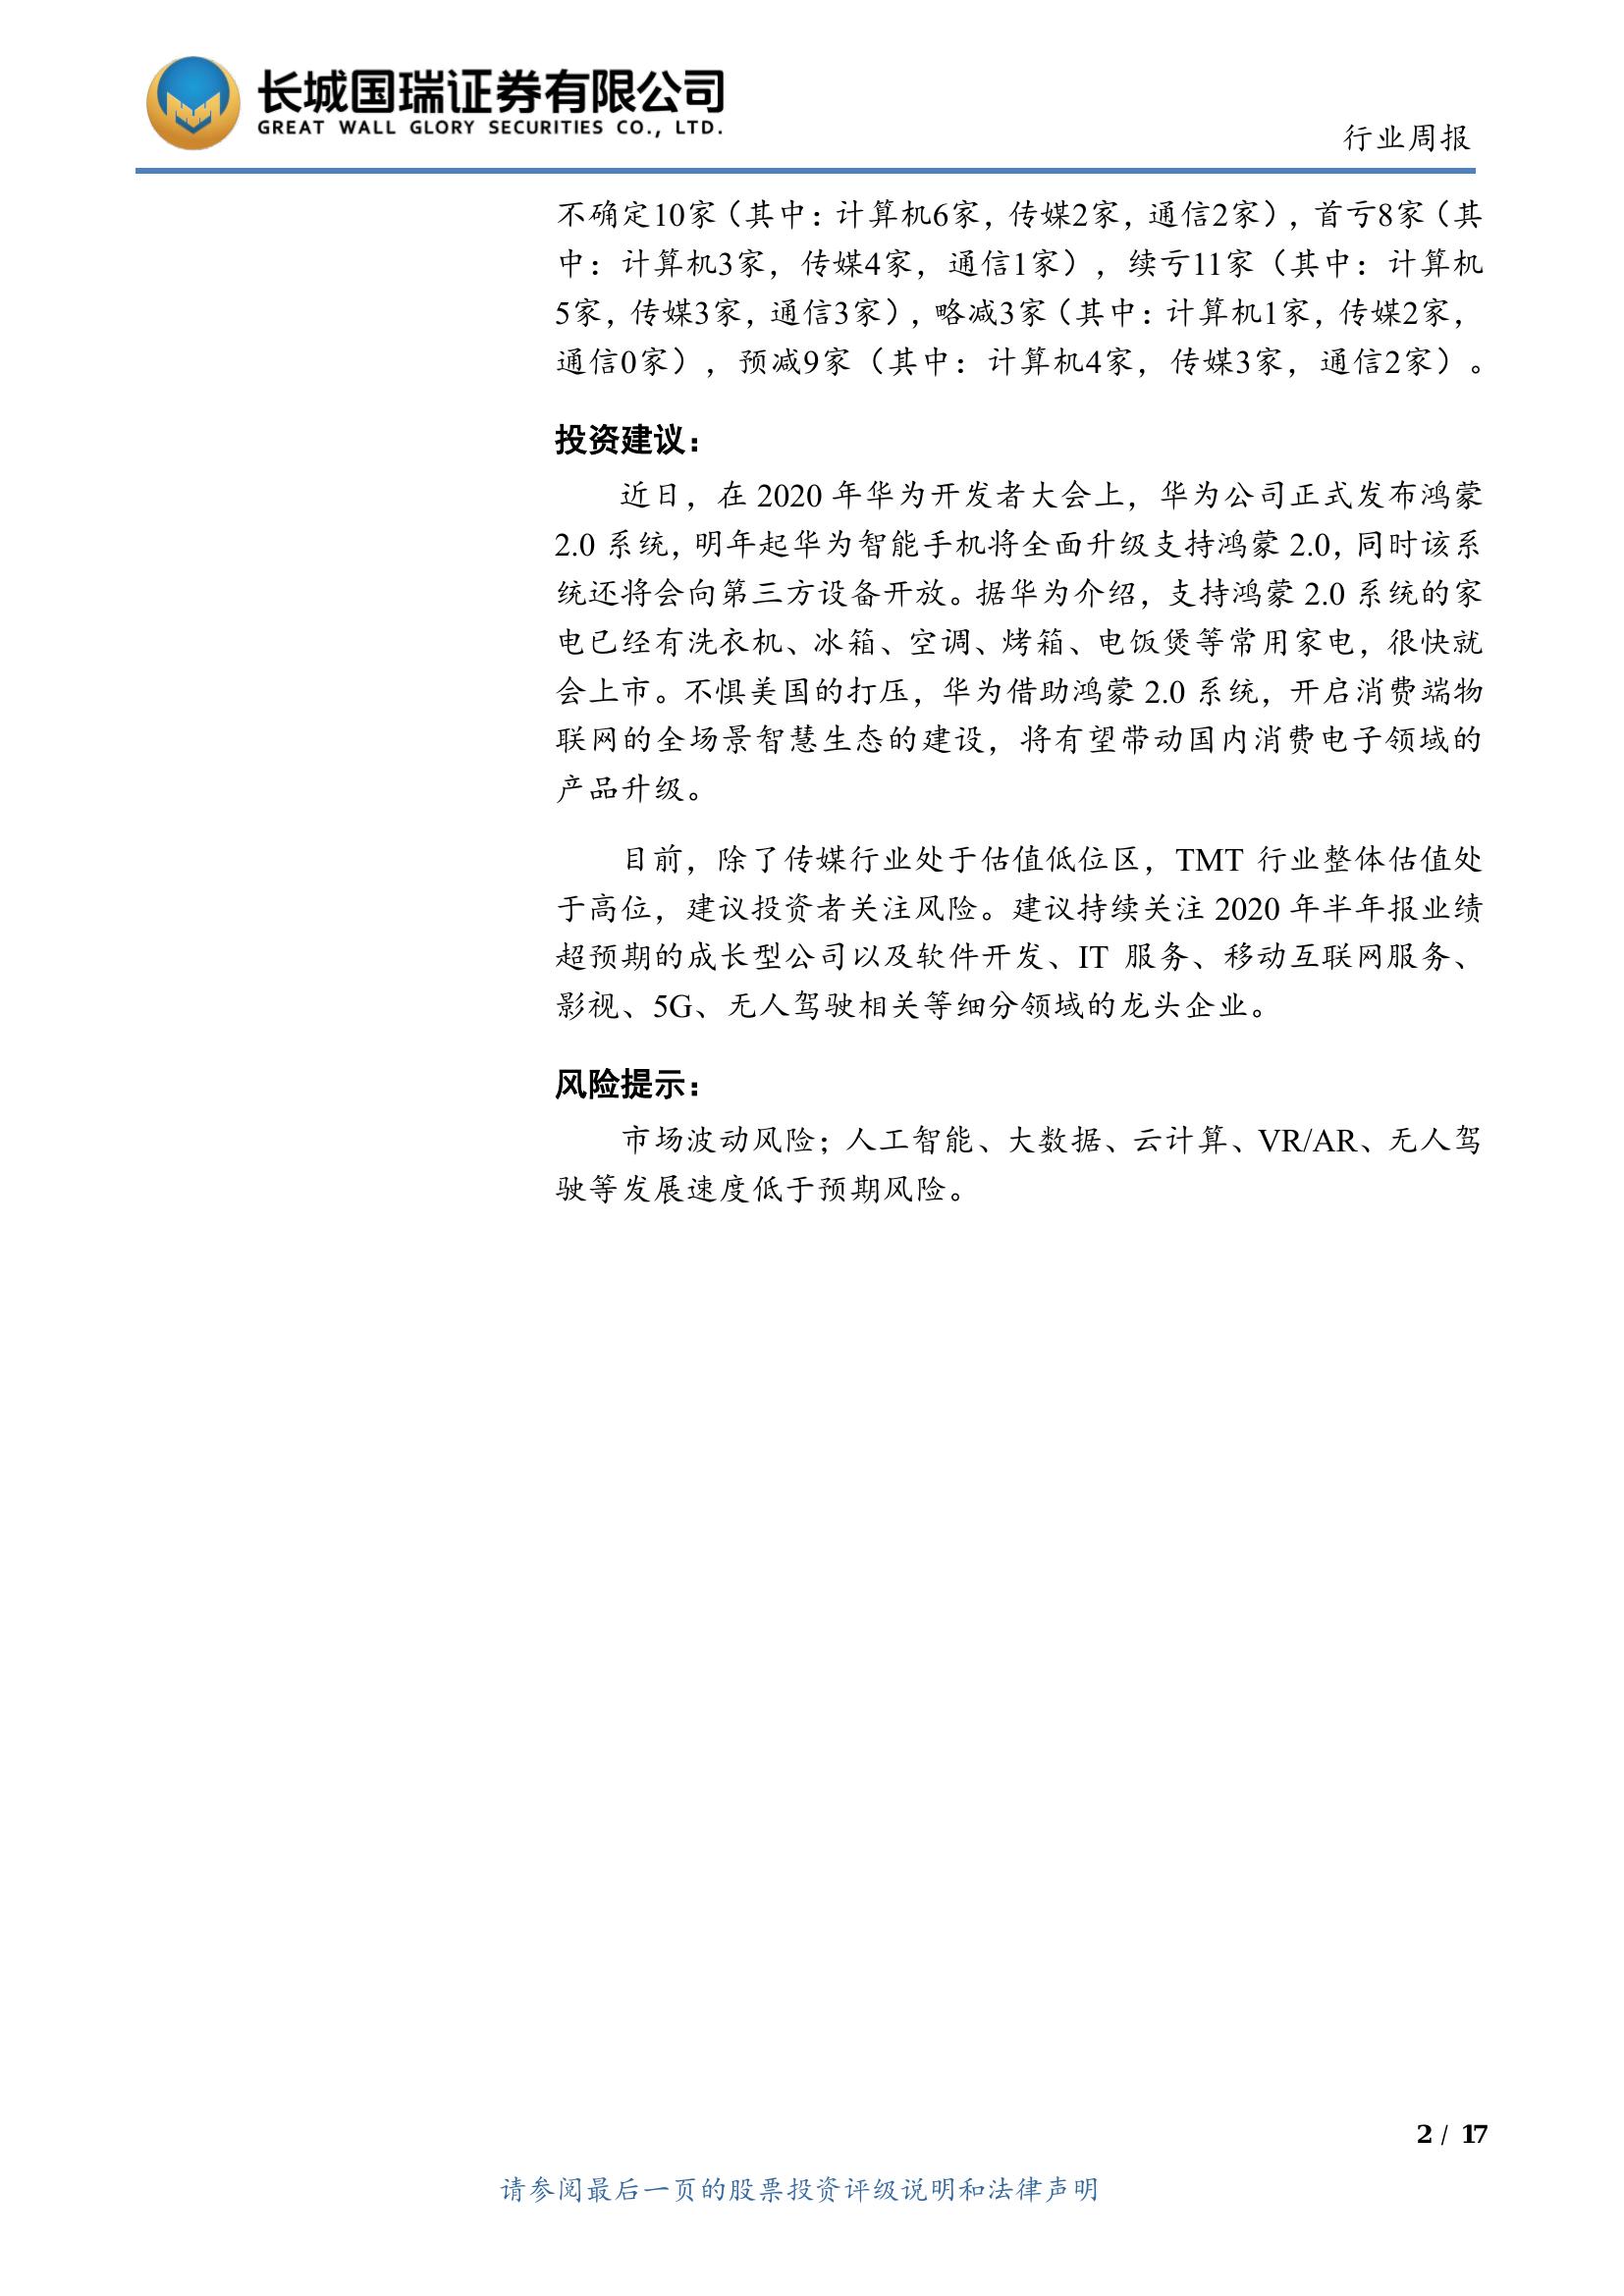 长城国瑞证券有限公司
GREAT WALL GLORY SECURITIES CO., LTD.
行业周报
不确定10家（其中：计算机6家，传媒2家，通信2家），首亏8家（其
中：计算机3家，传媒4家，通信1家），续亏11家（其中：计算机
5家，传媒3家，通信3家），略减3家（其中：计算机1家，传媒2家，
通信0家），预减9家（其中：计算机4家，传媒3家，通信2家）。
投资建议：
近日，在 2020 年华为开发者大会上，华为公司正式发布鸿蒙
2.0 系统，明年起华为智能手机将全面升级支持鸿蒙 2.0，同时该系
统还将会向第三方设备开放。据华为介绍，支持鸿蒙 2.0 系统的家
电已经有洗衣机、冰箱、空调、烤箱、电饭煲等常用家电，很快就
会上市。不惧美国的打压，华为借助鸿蒙 2.0 系统，开启消费端物
联网的全场景智慧生态的建设，将有望带动国内消费电子领域的
产品升级。
目前，除了传媒行业处于估值低位区，TMT 行业整体估值处
于高位，建议投资者关注风险。建议持续关注 2020 年半年报业绩
超预期的成长型公司以及软件开发、IT 服务、移动互联网服务、
影视、5G、无人驾驶相关等细分领域的龙头企业。
风险提示：
市场波动风险；人工智能、大数据、云计算、VR/AR、无人驾
驶等发展速度低于预期风险。
2 / 17
请参阅最后一页的股票投资评级说明和法律声明